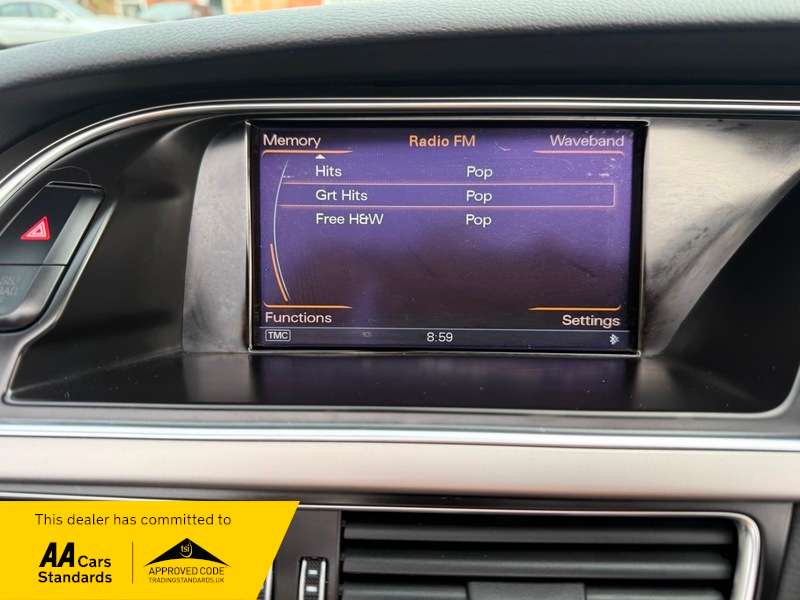 Memory Radio FM Waveband
Hits Pop
Grt Hits Pop
Free H&W Pop
Functions Settings
TMC 8:59
This dealer has committed to
AA Cars
Standards
tsi
APPROVED CODE
TRADINGSTANDARDS.UK